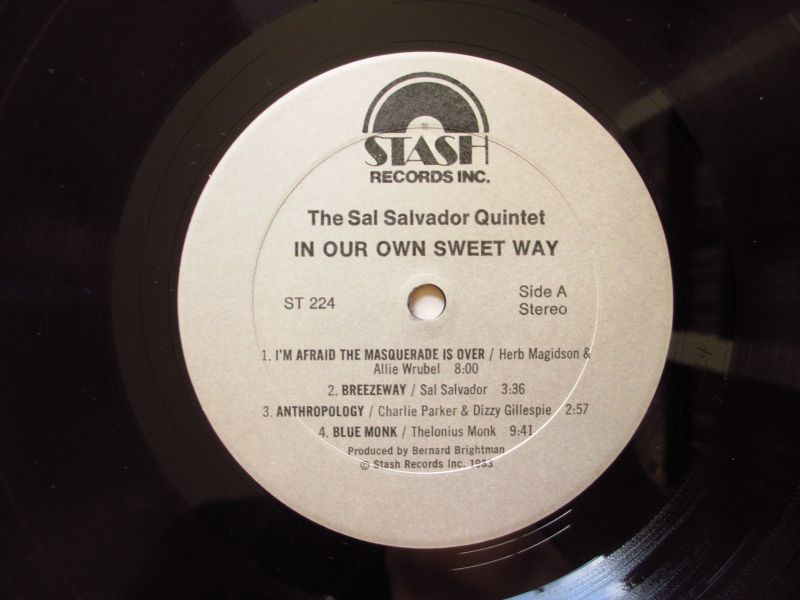 STASH
RECORDS INC.
The Sal Salvador Quintet
IN OUR OWN SWEET WAY
ST 224
Side A
Stereo
1. I'M AFRAID THE MASQUERADE IS OVER / Herb Magidson &
Allie Wrubel 8:00
2. BREEZEWAY / Sal Salvador 3:36
3. ANTHROPOLOGY / Charlie Parker & Dizzy Gillespie 2:57
4. BLUE MONK / Thelonius Monk 9:41
Produced by Bernard Brightman
© Stash Records Inc. 1983